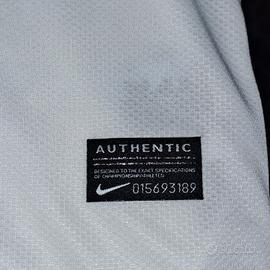 AUTHENTIC
DESIGNED TO THE EXACT SPECIFICATIONS
OF CHAMPIONSHIP ATHLETES
015693189